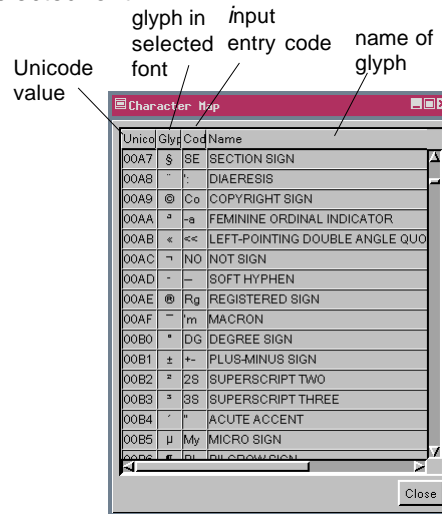 glyph in
selected
font
input
entry code
name of
glyph
Unicode
value
Character Map
Unico Glyp Cod Name
00A7 § SE SECTION SIGN
00A8 ¨ ': DIAERESIS
00A9 © Co COPYRIGHT SIGN
00AA ª -a FEMININE ORDINAL INDICATOR
00AB « << LEFT-POINTING DOUBLE ANGLE QUO
00AC ¬ NO NOT SIGN
00AD - -- SOFT HYPHEN
00AE ® Rg REGISTERED SIGN
00AF ¯ 'm MACRON
00B0 ° DG DEGREE SIGN
00B1 ± +- PLUS-MINUS SIGN
00B2 ² 2S SUPERSCRIPT TWO
00B3 ³ 3S SUPERSCRIPT THREE
00B4 ´ '' ACUTE ACCENT
00B5 µ My MICRO SIGN
00B6 ¶ PI PILCROW SIGN
Close